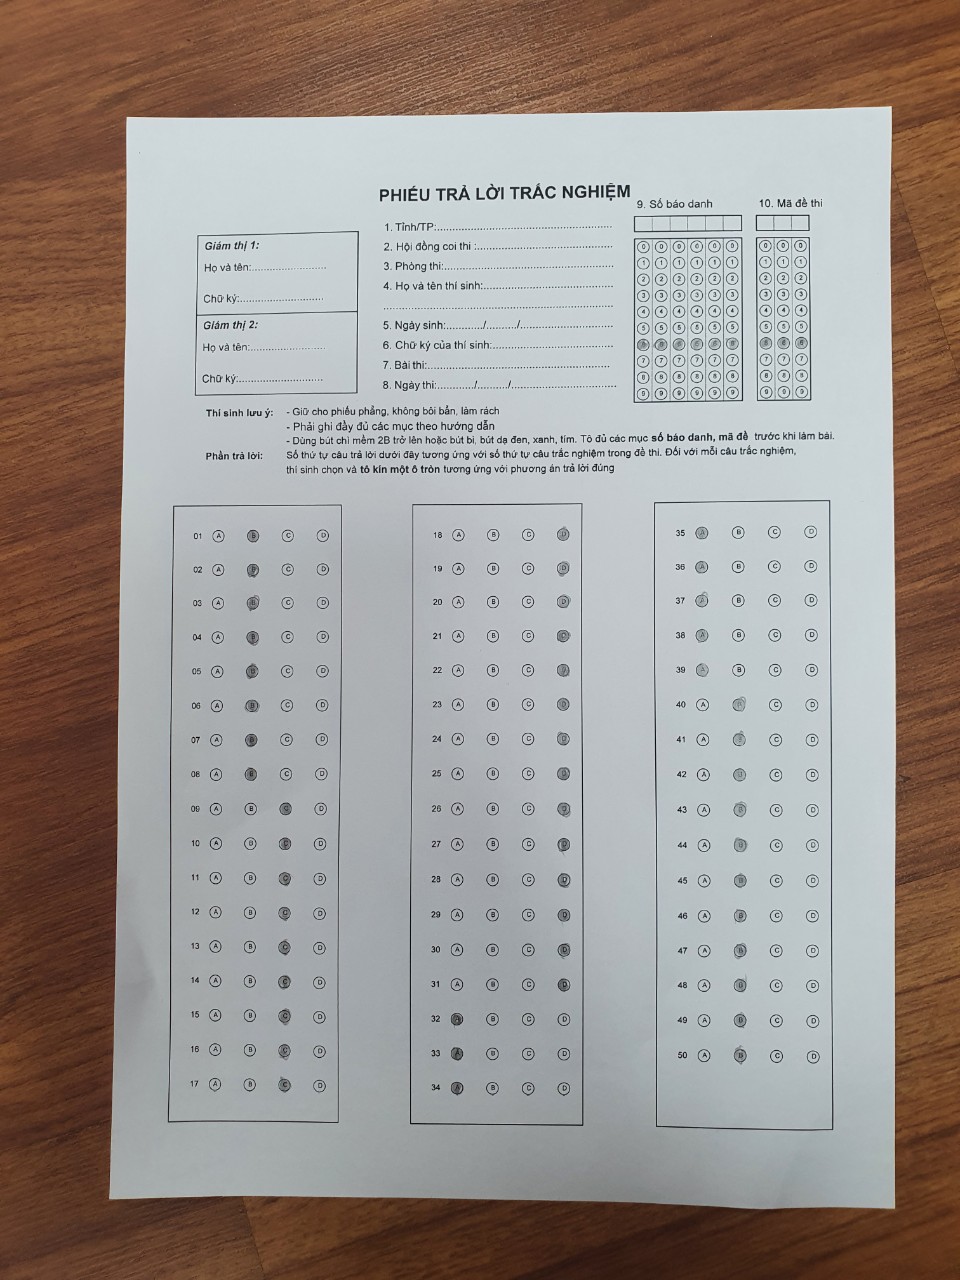 PHIẾU TRẢ LỜI TRẮC NGHIỆM
9. Số báo danh
10. Mã đề thi
Giám thị 1:
Họ và tên:
Chữ ký:
Giám thị 2:
Họ và tên:
Chữ ký:
1. Tỉnh/TP:
2. Hội đồng coi thi :
3. Phòng thi:
4. Họ và tên thí sinh:
5. Ngày sinh:............/............/
6. Chữ ký của thí sinh:
7. Bài thi:
8. Ngày thi:............/............/
0 0 0 0 0 0 0 0 0
1 1 1 1 1 1 1 1 1
2 2 2 2 2 2 2 2 2
3 3 3 3 3 3 3 3 3
4 4 4 4 4 4 4 4 4
5 5 5 5 5 5 5 5 5
6 6 6 6 6 6 6 6 6
7 7 7 7 7 7 7 7 7
8 8 8 8 8 8 8 8 8
9 9 9 9 9 9 9 9 9
Thí sinh lưu ý: - Giữ cho phiếu phẳng, không bôi bẩn, làm rách
- Phải ghi đầy đủ các mục theo hướng dẫn
- Dùng bút chì mềm 2B trở lên hoặc bút bi, bút dạ đen, xanh, tím. Tô đủ các mục số báo danh, mã đề trước khi làm bài.
Phần trả lời: Số thứ tự câu trả lời dưới đây tương ứng với số thứ tự câu trắc nghiệm trong đề thi. Đối với mỗi câu trắc nghiệm,
thí sinh chọn và tô kín một ô tròn tương ứng với phương án trả lời đúng
01 A B C D
02 A B C D
03 A B C D
04 A B C D
05 A B C D
06 A B C D
07 A B C D
08 A B C D
09 A B C D
10 A B C D
11 A B C D
12 A B C D
13 A B C D
14 A B C D
15 A B C D
16 A B C D
17 A B C D
18 A B C D
19 A B C D
20 A B C D
21 A B C D
22 A B C D
23 A B C D
24 A B C D
25 A B C D
26 A B C D
27 A B C D
28 A B C D
29 A B C D
30 A B C D
31 A B C D
32 A B C D
33 A B C D
34 A B C D
35 A B C D
36 A B C D
37 A B C D
38 A B C D
39 A B C D
40 A B C D
41 A B C D
42 A B C D
43 A B C D
44 A B C D
45 A B C D
46 A B C D
47 A B C D
48 A B C D
49 A B C D
50 A B C D